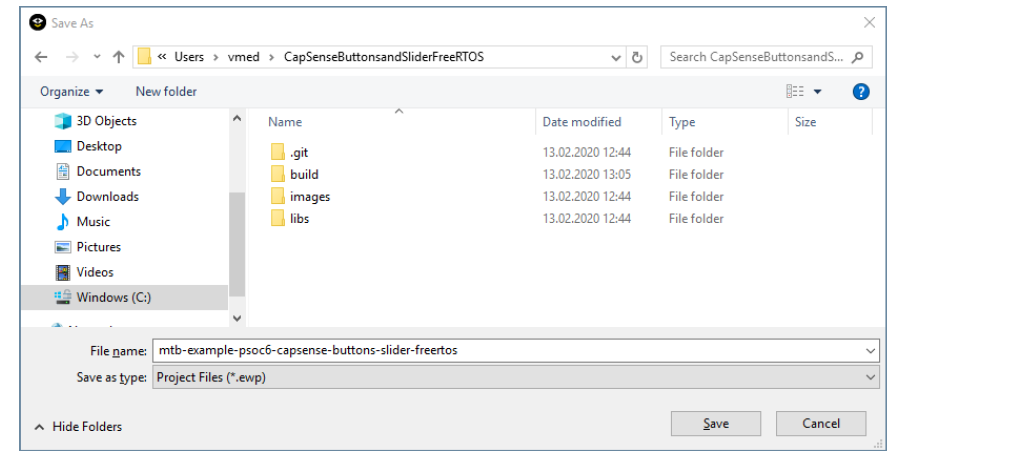 Save As
« Users > vmed > CapSenseButtonsandSliderFreeRTOS
Search CapSenseButtonsandS...
Organize
New folder
3D Objects
Desktop
Documents
Downloads
Music
Pictures
Videos
Windows (C:)
Name Date modified Type Size
.git 13.02.2020 12:44 File folder
build 13.02.2020 13:05 File folder
images 13.02.2020 12:44 File folder
libs 13.02.2020 12:44 File folder
File name: mtb-example-psoc6-capsense-buttons-slider-freertos
Save as type: Project Files (*.ewp)
Hide Folders
Save
Cancel